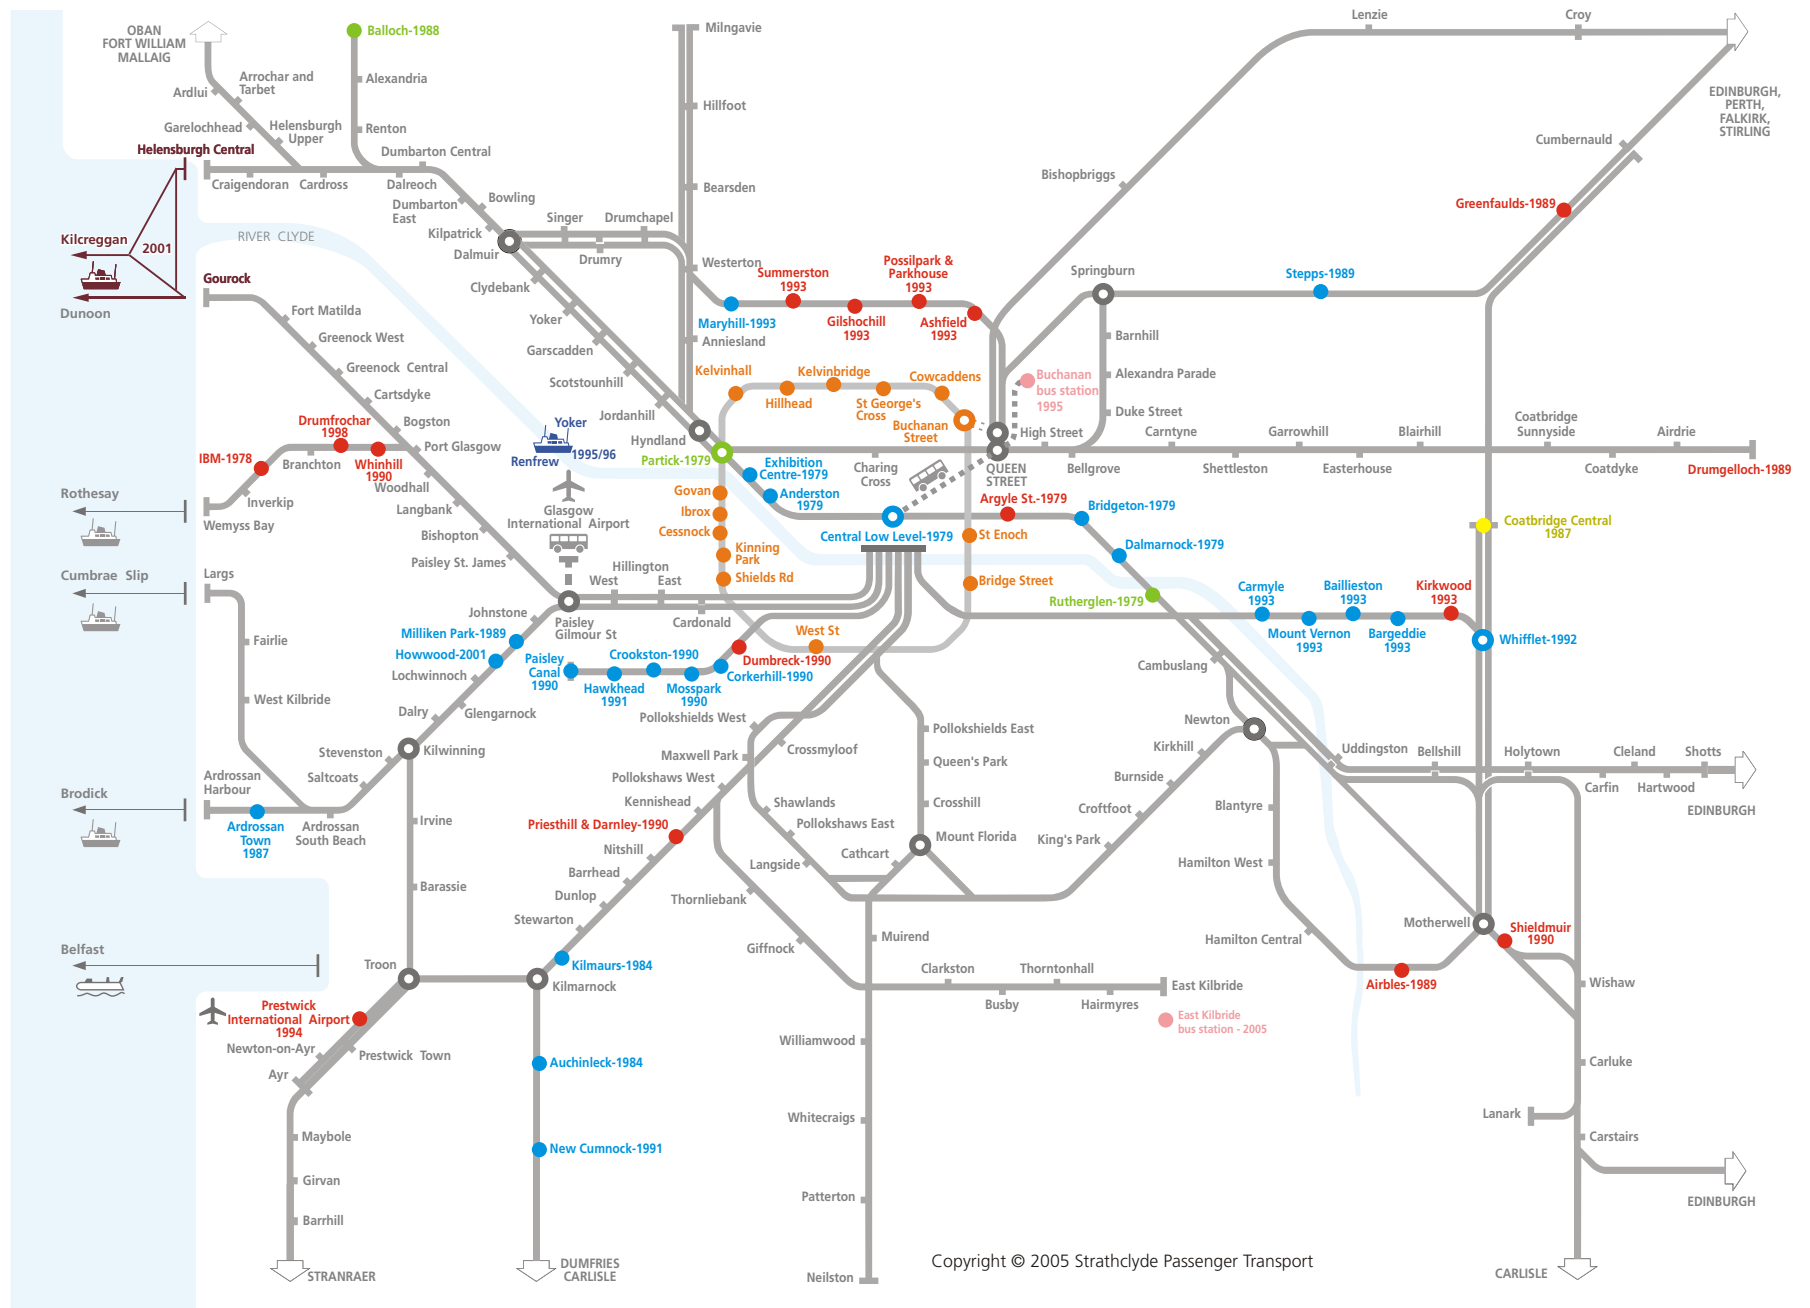 OBAN
FORT WILLIAM
MALLAIG
Balloch-1988
Milngavie
Lenzie
Croy
Arrochar and
Tarbet
Ardlui
Alexandria
Hillfoot
EDINBURGH,
PERTH,
FALKIRK,
STIRLING
Garelochhead
Helensburgh
Upper
Renton
Cumbernauld
Helensburgh Central
Dumbarton Central
Craigendoran
Cardross
Dalreoch
Bearsden
Bishopbriggs
Dumbarton
East
Bowling
Greenfaulds-1989
Singer
Drumchapel
Kilcreggan
2001
RIVER CLYDE
Kilpatrick
Dalmuir
Drumry
Westerton
Summerston
1993
Possilpark &
Parkhouse
1993
Springburn
Stepps-1989
Gourock
Dunoon
Clydebank
Maryhill-1993
Gilshochill
1993
Ashfield
1993
Fort Matilda
Yoker
Greenock West
Garscadden
Anniesland
Barnhill
Greenock Central
Scotstounhill
Kelvinhall
Kelvinbridge
Cowcaddens
Buchanan
bus station
1995
Alexandra Parade
Cartsdyke
Jordanhill
Hillhead
St George's
Cross
Duke Street
Bogston
Drumfrochar
1998
Yoker
Renfrew
1995/96
Hyndland
Buchanan
Street
High Street
Carntyne
Garrowhill
Blairhill
Coatbridge
Sunnyside
Airdrie
IBM-1978
Branchton
Whinhill
1990
Port Glasgow
Partick-1979
Exhibition
Centre-1979
Charing
Cross
QUEEN
STREET
Bellgrove
Shettleston
Easterhouse
Coatdyke
Drumgelloch-1989
Rothesay
Inverkip
Woodhall
Wemyss Bay
Langbank
Glasgow
International Airport
Govan
Ibrox
Cessnock
Anderston
1979
Argyle St.-1979
Bridgeton-1979
Coatbridge Central
1987
Bishopton
Central Low Level-1979
St Enoch
Dalmarnock-1979
Paisley St. James
Kinning
Park
Cumbrae Slip
Largs
Hillington
West
East
Shields Rd
Bridge Street
Rutherglen-1979
Carmyle
1993
Baillieston
1993
Kirkwood
1993
Johnstone
Paisley
Gilmour St
Cardonald
Mount Vernon
1993
Bargeddie
1993
Whifflet-1992
Fairlie
Milliken Park-1989
Howwood-2001
West St
Paisley
Canal
1990
Crookston-1990
Dumbreck-1990
Corkerhill-1990
Cambuslang
Lochwinnoch
Hawkhead
1991
Mosspark
1990
West Kilbride
Dalry
Glengarnock
Pollokshields West
Pollokshields East
Newton
Stevenston
Kilwinning
Maxwell Park
Crossmyloof
Queen's Park
Kirkhill
Uddingston
Bellshill
Holytown
Cleland
Shotts
Ardrossan
Harbour
Saltcoats
Pollokshaws West
Burnside
Carfin
Hartwood
Brodick
Kennishead
Shawlands
Crosshill
Croftfoot
Blantyre
EDINBURGH
Ardrossan
Town
1987
Ardrossan
South Beach
Irvine
Priesthill & Darnley-1990
Pollokshaws East
Mount Florida
King's Park
Nitshill
Langside
Cathcart
Hamilton West
Barassie
Barrhead
Thornliebank
Dunlop
Stewarton
Motherwell
Shieldmuir
1990
Belfast
Giffnock
Muirend
Hamilton Central
Troon
Kilmaurs-1984
Kilmarnock
Clarkston
Thorntonhall
Busby
Hairmyres
East Kilbride
Airbles-1989
Wishaw
Prestwick
International Airport
1994
East Kilbride
bus station - 2005
Newton-on-Ayr
Prestwick Town
Williamwood
Ayr
Auchinleck-1984
Carluke
Whitecraigs
Lanark
Maybole
New Cumnock-1991
Carstairs
Girvan
Patterton
EDINBURGH
Barrhill
STRANRAER
DUMFRIES
CARLISLE
Neilston
Copyright © 2005 Strathclyde Passenger Transport
CARLISLE